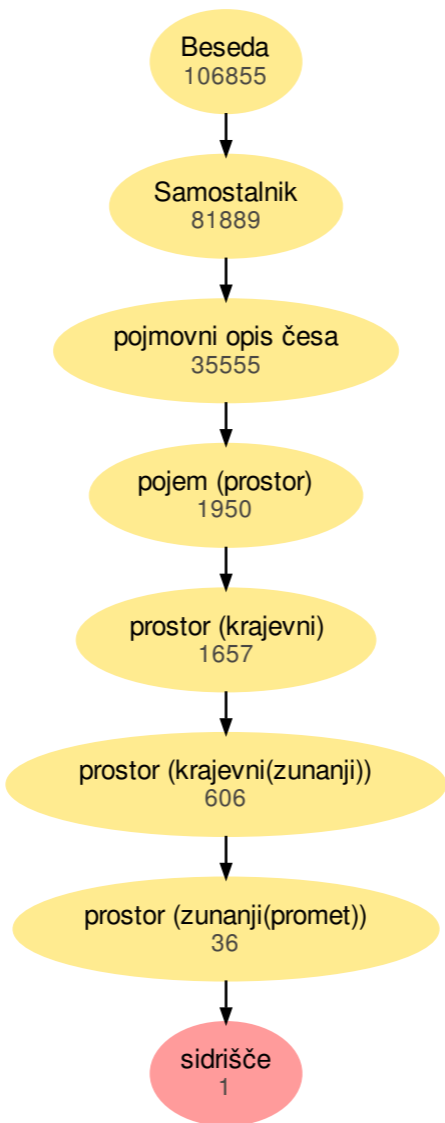 Beseda
106855
Samostalnik
81889
pojmovni opis česa
35555
pojem (prostor)
1950
prostor (krajevni)
1657
prostor (krajevni(zunanji))
606
prostor (zunanji(promet))
36
sidrišče
1